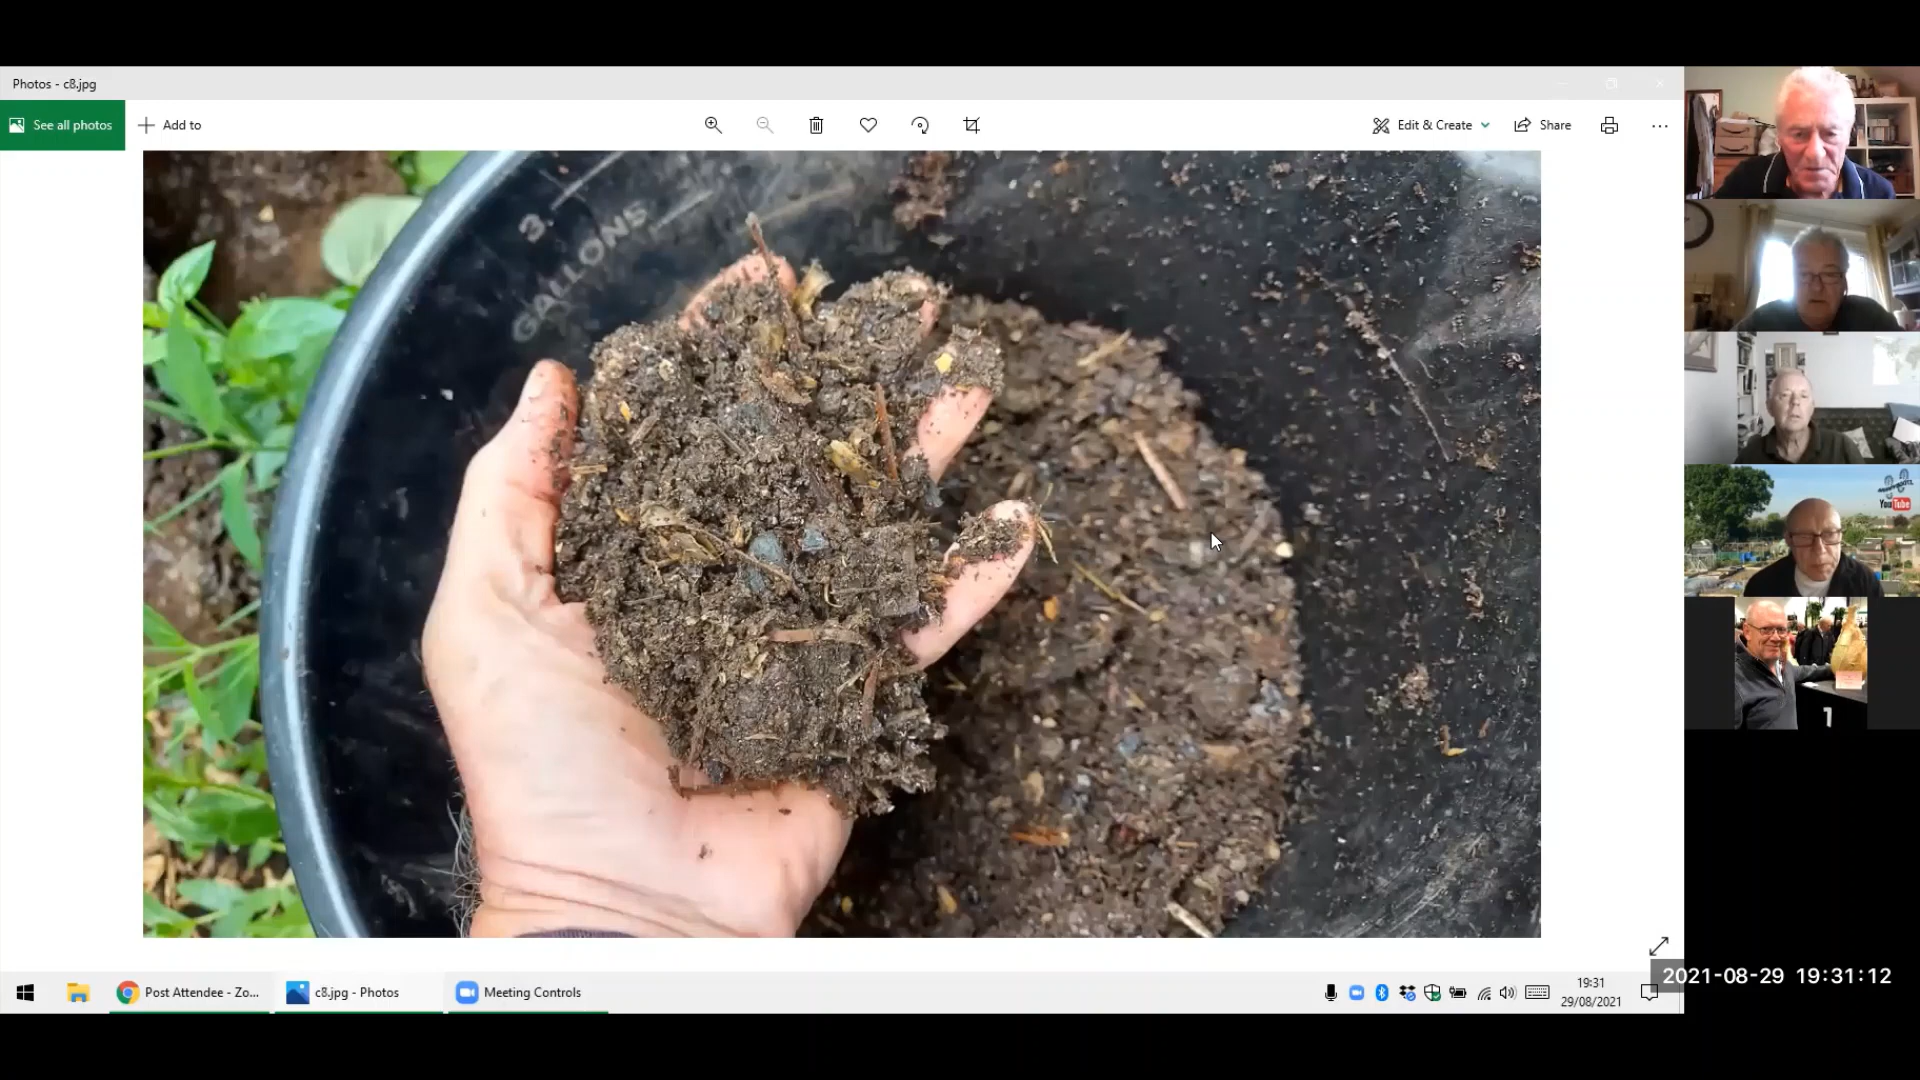 Photos - c8.jpg
See all photos
Add to
Edit & Create
Share
3.
GALLONS
YouTube
1
Post Attendee - Zo...
c8.jpg - Photos
Meeting Controls
19:31
29/08/2021
2021-08-29 19:31:12